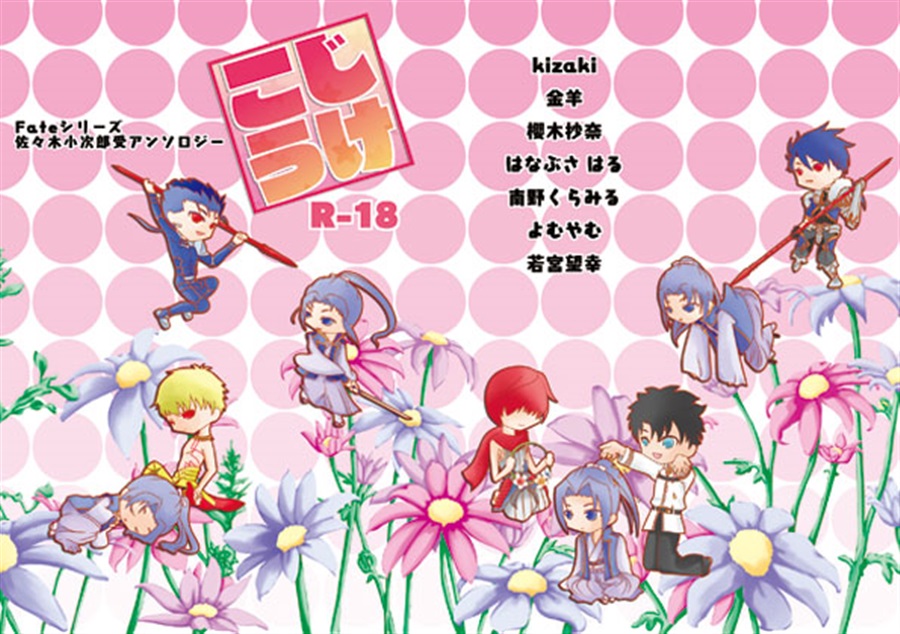 Fateシリーズ
佐々木小次郎受アンソロジー
こじ
うけ
R-18
kizaki
金羊
櫻木杪奈
はなぶさ はる
南野くらみる
よむやむ
若宮望幸